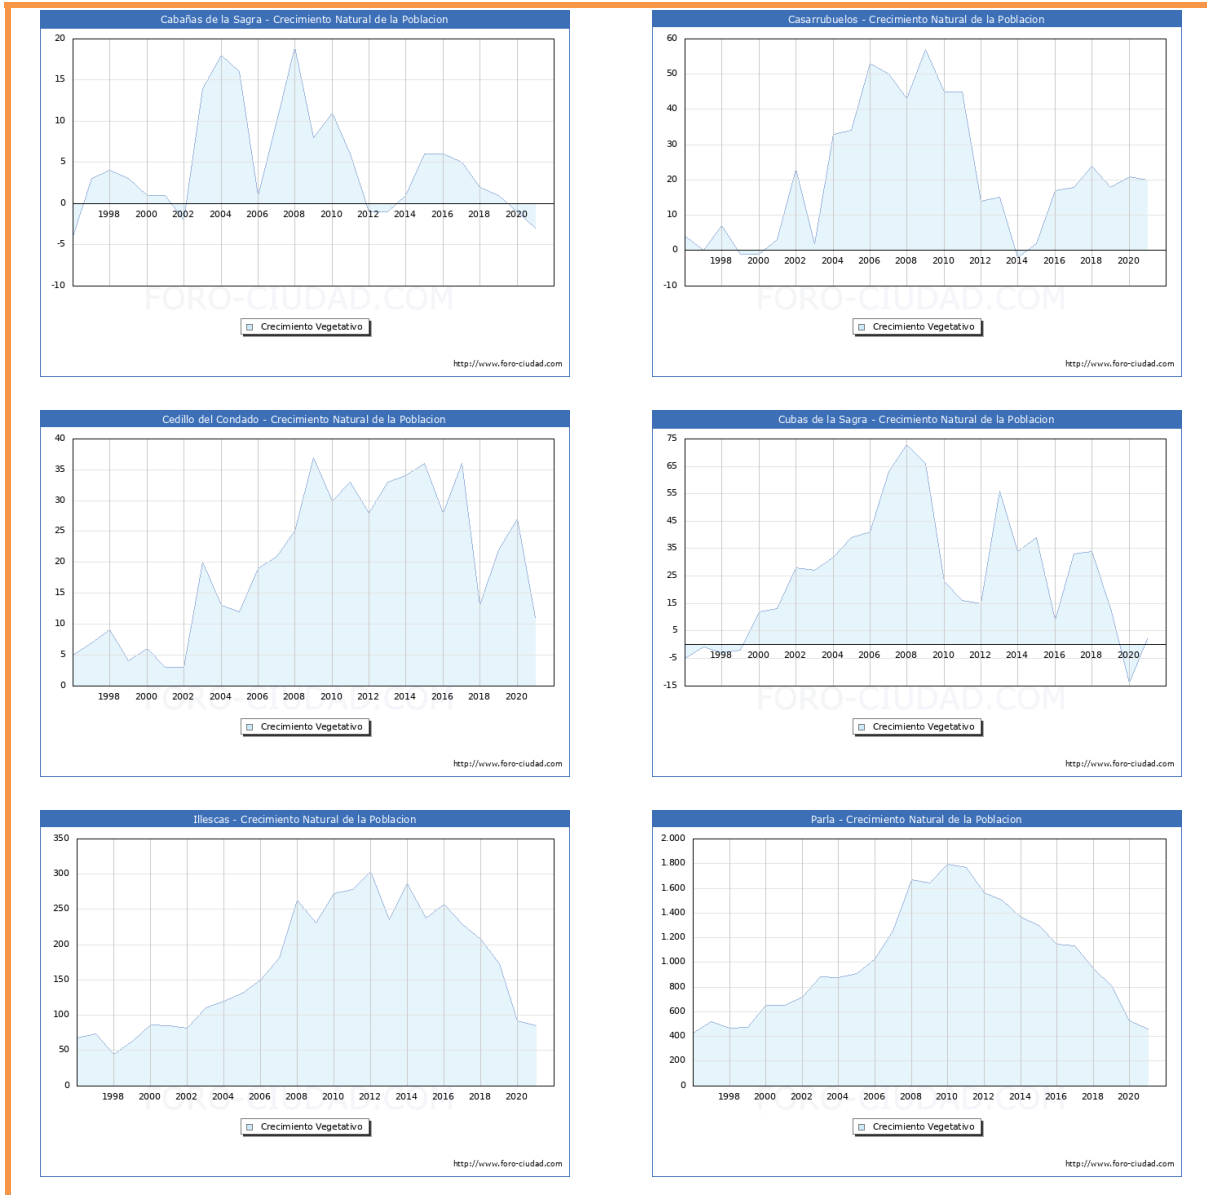 Cabañas de la Sagra - Crecimiento Natural de la Poblacion
20
15
10
5
0
-5
-10
1998 2000 2002 2004 2006 2008 2010 2012 2014 2016 2018 2020
FORO-CIUDAD.COM
Crecimiento Vegetativo
http://www.foro-ciudad.com
Casarrubuelos - Crecimiento Natural de la Poblacion
60
50
40
30
20
10
0
-10
1998 2000 2002 2004 2006 2008 2010 2012 2014 2016 2018 2020
FORO-CIUDAD.COM
Crecimiento Vegetativo
http://www.foro-ciudad.com
Cedillo del Condado - Crecimiento Natural de la Poblacion
40
35
30
25
20
15
10
5
0
1998 2000 2002 2004 2006 2008 2010 2012 2014 2016 2018 2020
FORO-CIUDAD.COM
Crecimiento Vegetativo
http://www.foro-ciudad.com
Cubas de la Sagra - Crecimiento Natural de la Poblacion
75
65
55
45
35
25
15
5
-5
-15
1998 2000 2002 2004 2006 2008 2010 2012 2014 2016 2018 2020
FORO-CIUDAD.COM
Crecimiento Vegetativo
http://www.foro-ciudad.com
Illescas - Crecimiento Natural de la Poblacion
350
300
250
200
150
100
50
0
1998 2000 2002 2004 2006 2008 2010 2012 2014 2016 2018 2020
FORO-CIUDAD.COM
Crecimiento Vegetativo
http://www.foro-ciudad.com
Parla - Crecimiento Natural de la Poblacion
2.000
1.800
1.600
1.400
1.200
1.000
800
600
400
200
0
1998 2000 2002 2004 2006 2008 2010 2012 2014 2016 2018 2020
FORO-CIUDAD.COM
Crecimiento Vegetativo
http://www.foro-ciudad.com